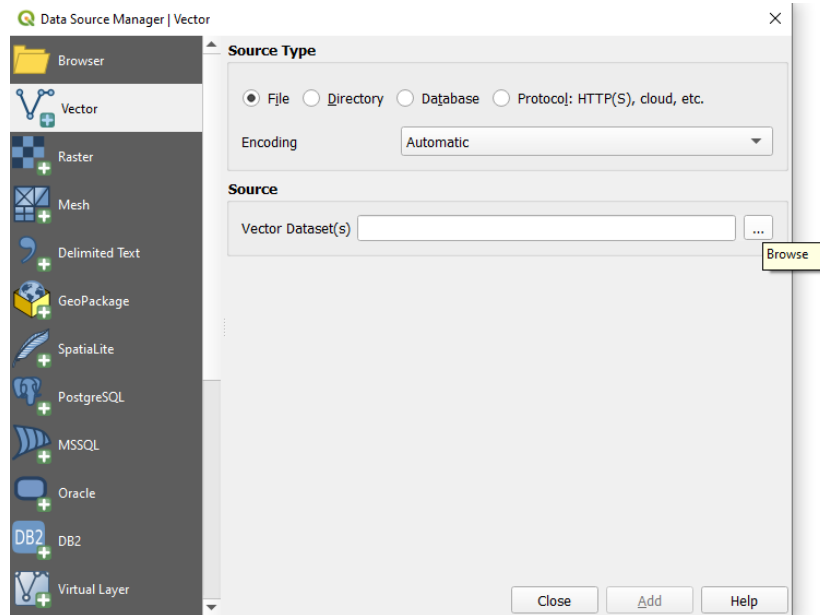 Data Source Manager | Vector
Browser
Vector
Raster
Mesh
Delimited Text
GeoPackage
SpatiaLite
PostgreSQL
MSSQL
Oracle
DB2
DB2
Virtual Layer
Source Type
File Directory Database Protocol: HTTP(S), cloud, etc.
Encoding Automatic
Source
Vector Dataset(s) ...
Browse
Close Add Help